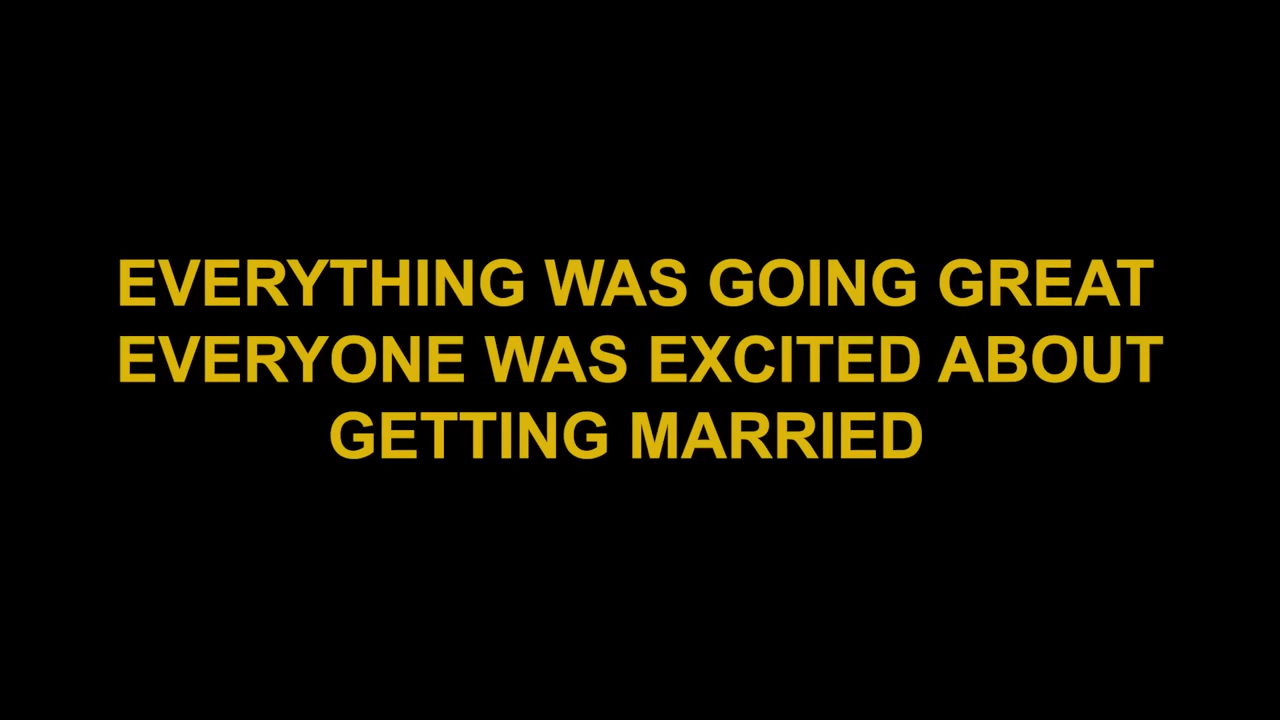 EVERYTHING WAS GOING GREAT
EVERYONE WAS EXCITED ABOUT
GETTING MARRIED